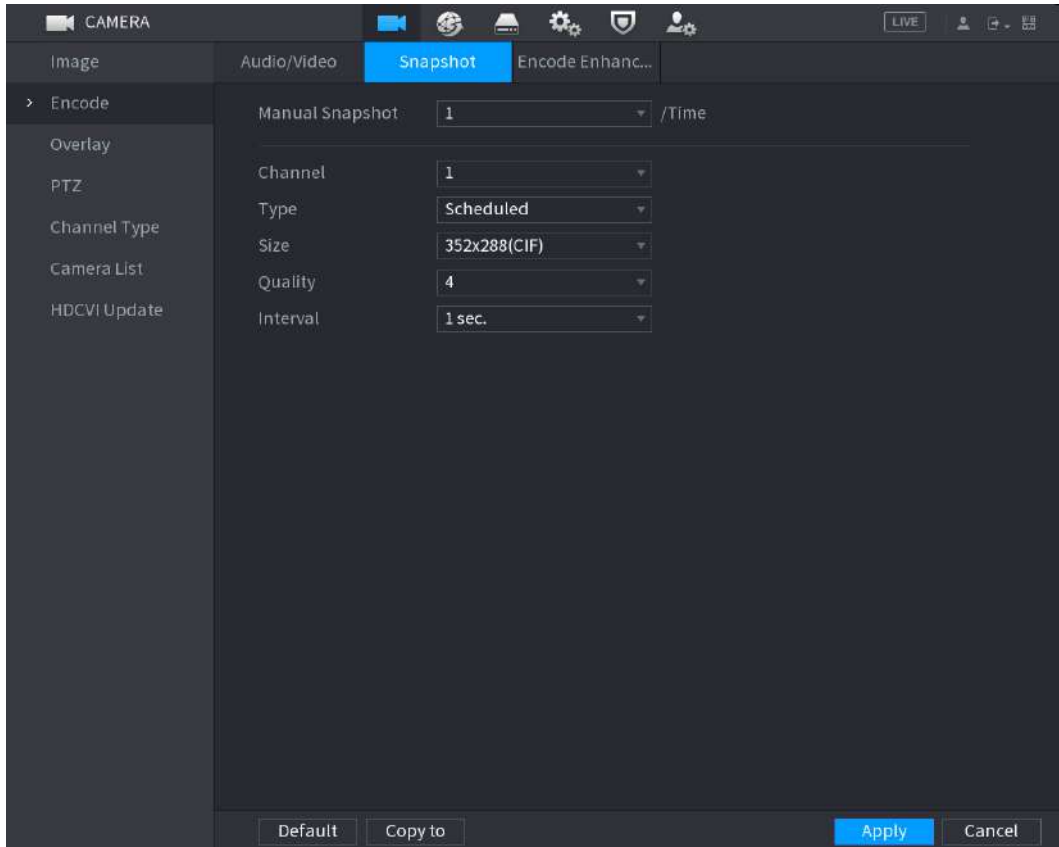 CAMERA
LIVE
Image
Encode
Overlay
PTZ
Channel Type
Camera List
HDCVI Update
Audio/Video
Snapshot
Encode Enhanc...
Manual Snapshot 1 /Time
Channel 1
Type Scheduled
Size 352x288(CIF)
Quality 4
Interval 1 sec.
Default
Copy to
Apply
Cancel